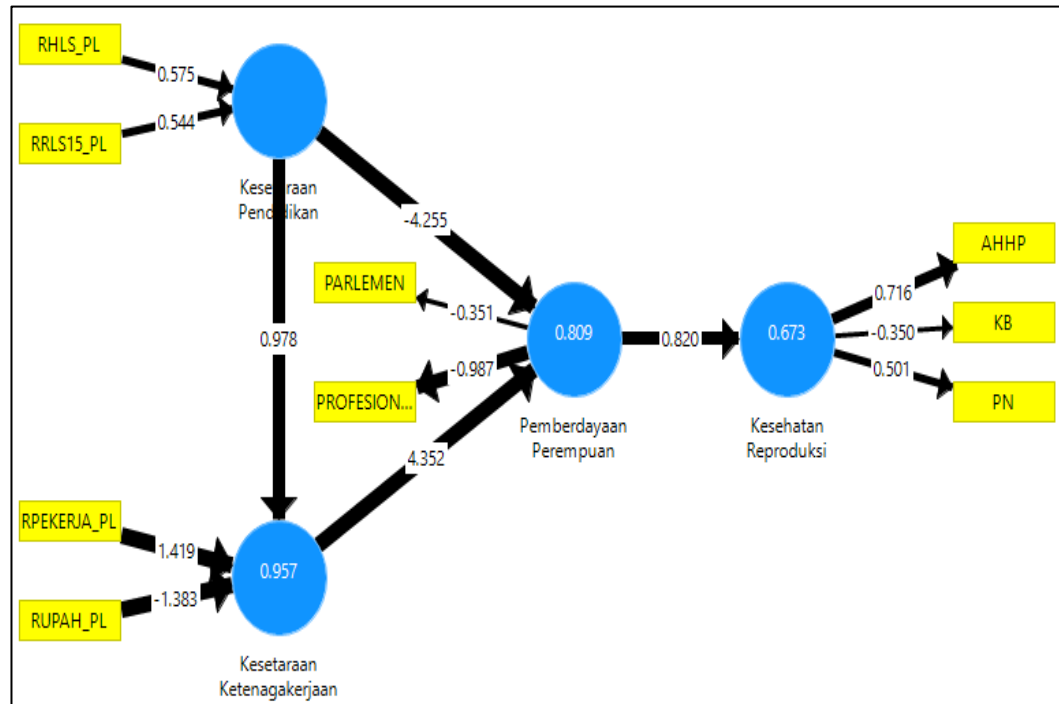 RHLS_PL
0.575
0.544
RRLS15_PL
Pendidikan
-4.255
0.978
PARLEMEN
-0.351
PROFESION...
-0.987
0.809
Pemberdayaan
Perempuan
0.820
0.673
Kesehatan
Reproduksi
AHHP
0.716
KB
-0.350
PN
0.501
4.352
RPEKERJA_PL
1.419
-1.383
RUPAH_PL
0.957
Kesetaraan
Ketenagakerjaan